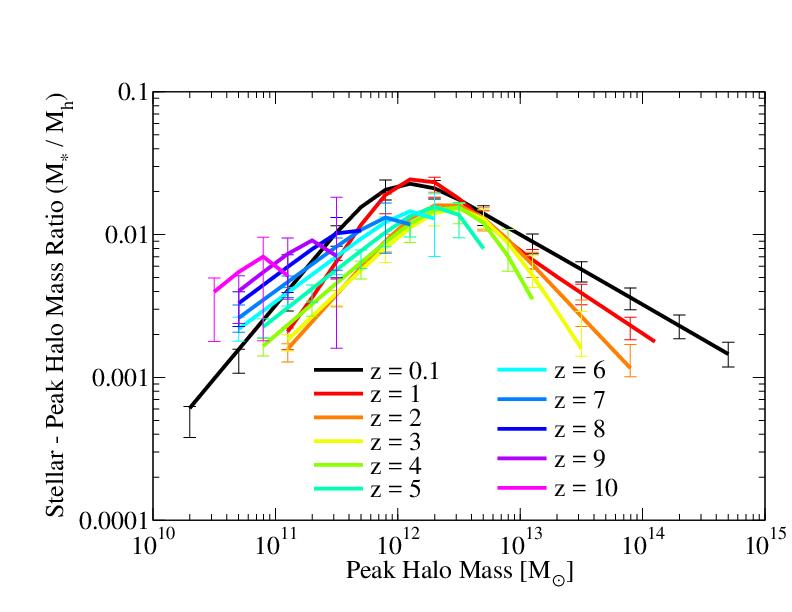 Stellar - Peak Halo Mass Ratio (M* / Mh)
0.1
0.01
0.001
0.0001
z = 0.1
z = 1
z = 2
z = 3
z = 4
z = 5
z = 6
z = 7
z = 8
z = 9
z = 10
10^10 10^11 10^12 10^13 10^14 10^15
Peak Halo Mass [M⊙]